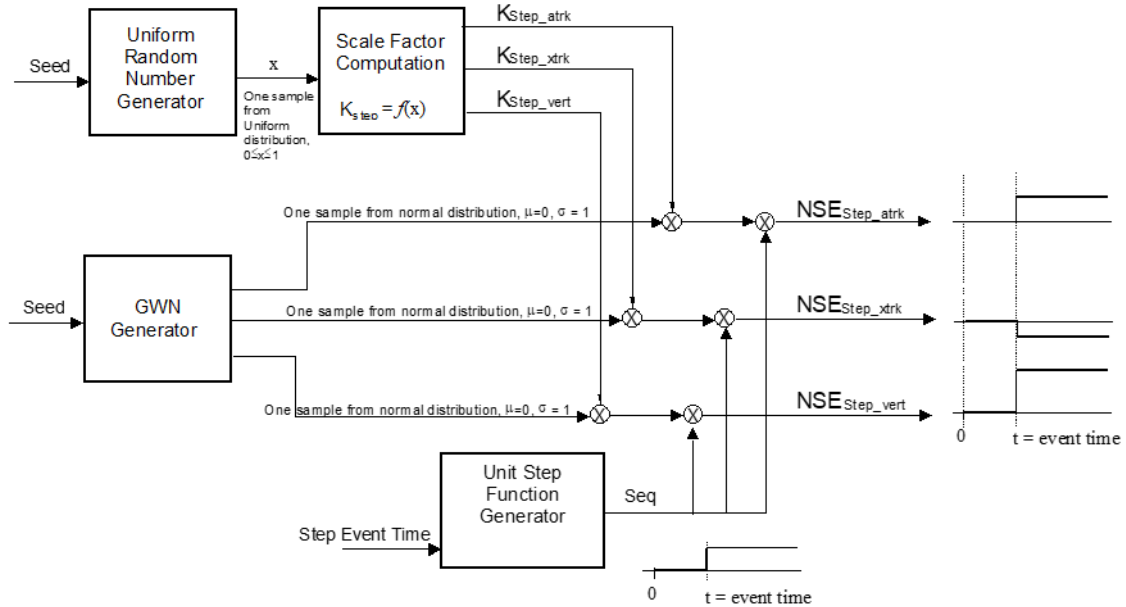 Uniform
Random
Number
Generator
Seed
x
One sample
from
Uniform
distribution,
0≤x≤1
Scale Factor
Computation
Kstep = f(x)
KStep_atrk
KStep_xtrk
KStep_vert
One sample from normal distribution, μ=0, σ = 1
NSEStep_atrk
Seed
GWN
Generator
One sample from normal distribution, μ=0, σ = 1
NSEStep_xtrk
One sample from normal distribution, μ=0, σ = 1
NSEStep_vert
0
t = event time
Unit Step
Function
Generator
Seq
Step Event Time
0
t = event time